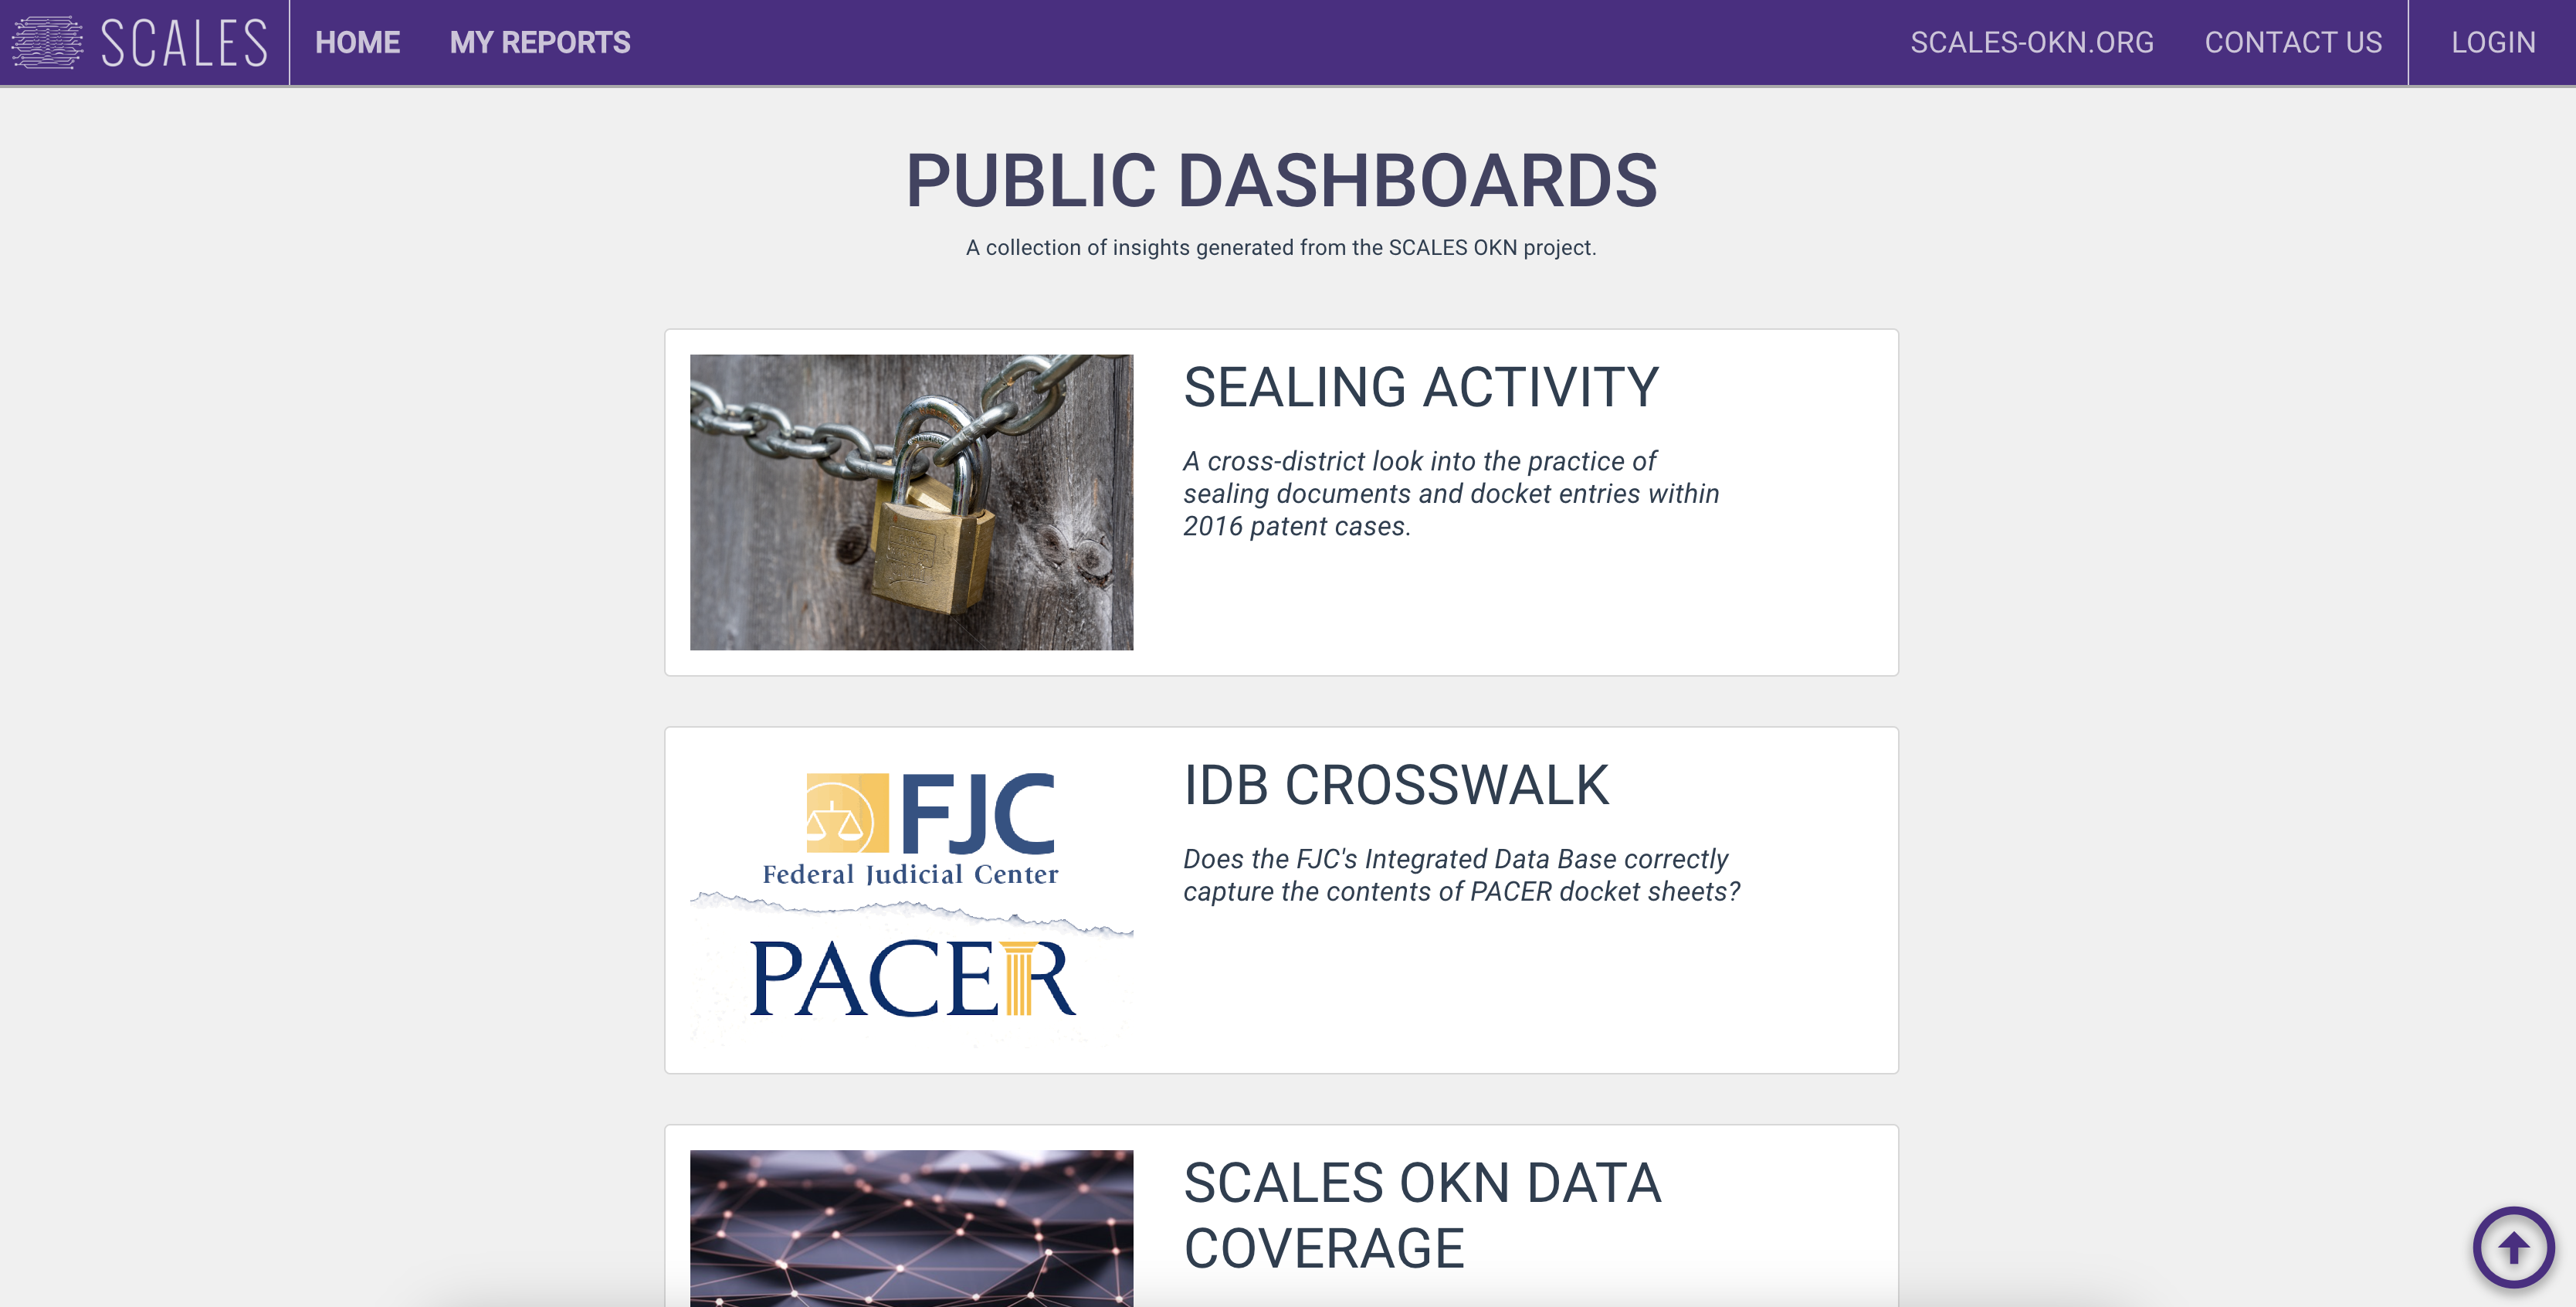 SCALES
HOME
MY REPORTS
SCALES-OKN.ORG
CONTACT US
LOGIN
PUBLIC DASHBOARDS
A collection of insights generated from the SCALES OKN project.
SEALING ACTIVITY
A cross-district look into the practice of
sealing documents and docket entries within
2016 patent cases.
FJC
Federal Judicial Center
PACER
IDB CROSSWALK
Does the FJC's Integrated Data Base correctly
capture the contents of PACER docket sheets?
SCALES OKN DATA
COVERAGE